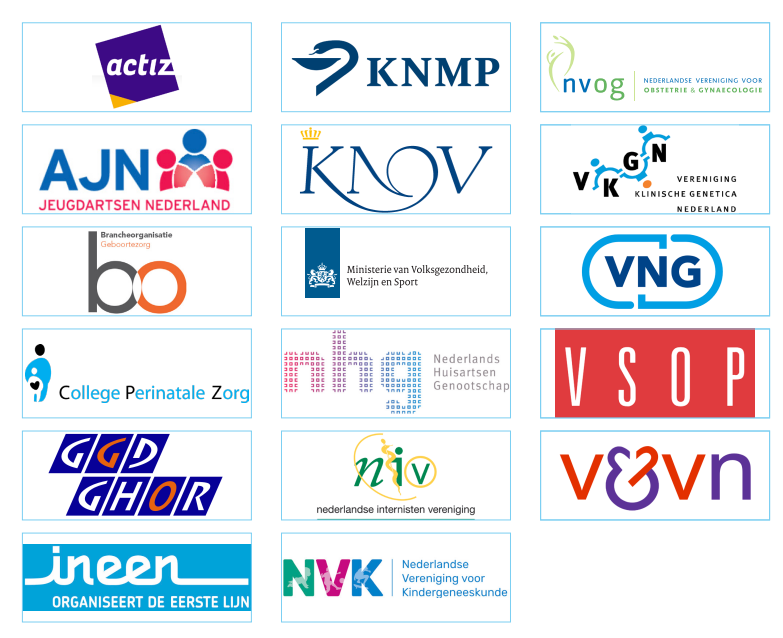 actiz
KNMP
nvog
NEDERLANDSE VERENIGING VOOR
OBSTETRIE & GYNAECOLOGIE
AJN
JEUGDARTSEN NEDERLAND
KNOV
VKGN
VERENIGING
KLINISCHE GENETICA
NEDERLAND
Brancheorganisatie
Geboortezorg
bo
Ministerie van Volksgezondheid,
Welzijn en Sport
VNG
College Perinatale Zorg
nhg
Nederlands
Huisartsen
Genootschap
VSOP
GGD
GHOR
niv
nederlandse internisten vereniging
v&vn
ineen
ORGANISEERT DE EERSTE LIJN
NVK
Nederlandse
Vereniging voor
Kindergeneeskunde